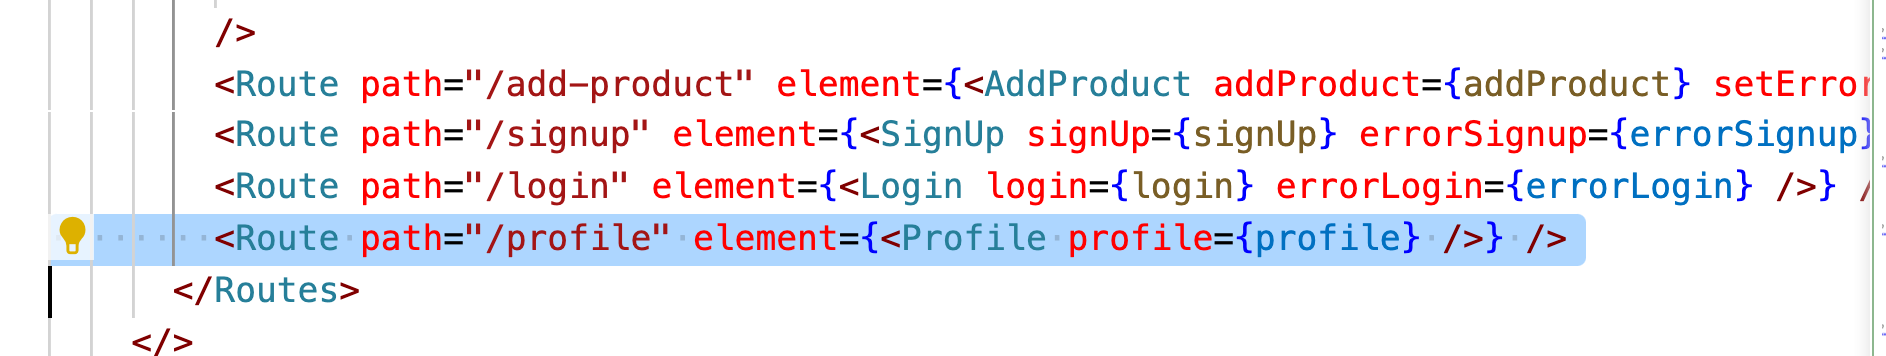 />
<Route path="/add-product" element={<AddProduct addProduct={addProduct} setError
<Route path="/signup" element={<SignUp signUp={signUp} errorSignup={errorSignup}
<Route path="/login" element={<Login login={login} errorLogin={errorLogin} />} /
<Route path="/profile" element={<Profile profile={profile} />} />
</Routes>
</>